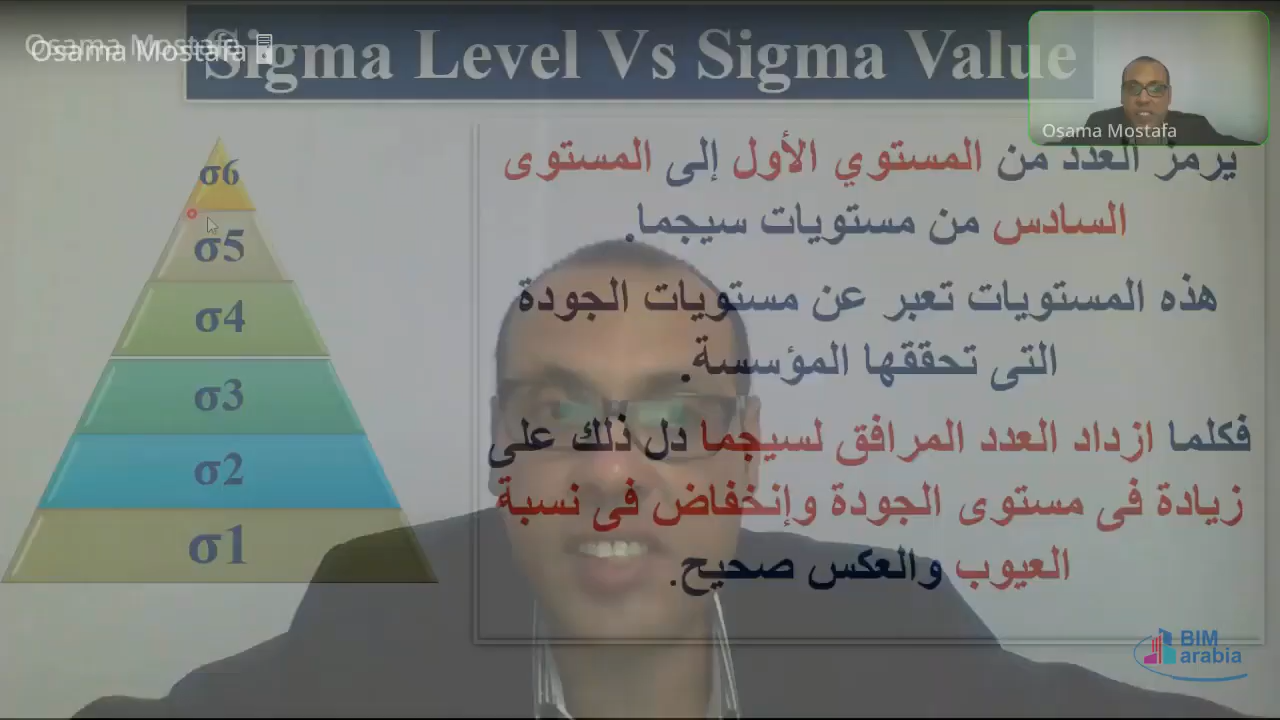 Osama Mostafa
Osama Mostafa
Sigma Level Vs Sigma Value
Osama Mostafa
σ6
σ5
σ4
σ3
σ2
σ1
يرمز العدد من المستوي الأول إلى المستوى
السادس من مستويات سيجما.
هذه المستويات تعبر عن مستويات الجودة
التى تحققها المؤسسة.
فكلما ازداد العدد المرافق لسيجما دل ذلك على
زيادة فى مستوى الجودة وإنخفاض فى نسبة
العيوب والعكس صحيح.
BIM
arabia